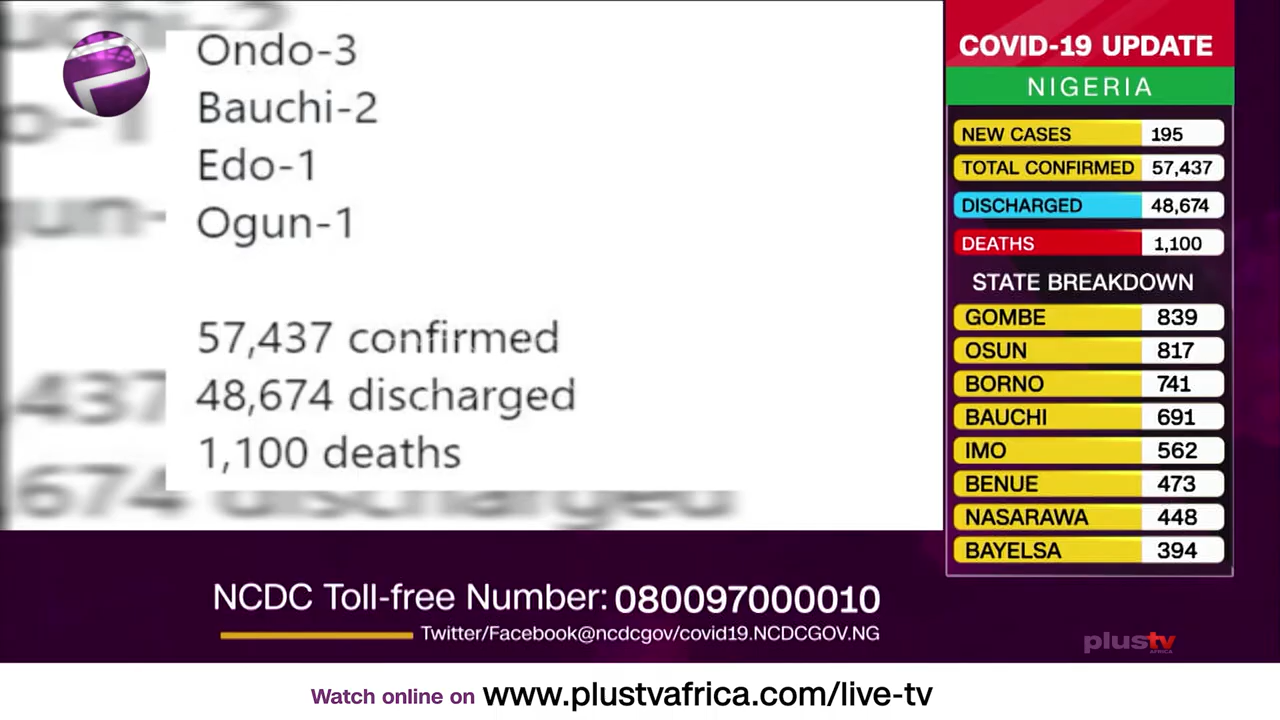 Ondo-3
Bauchi-2
Edo-1
Ogun-1
57,437 confirmed
48,674 discharged
1,100 deaths
COVID-19 UPDATE
NIGERIA
NEW CASES 195
TOTAL CONFIRMED 57,437
DISCHARGED 48,674
DEATHS 1,100
STATE BREAKDOWN
GOMBE 839
OSUN 817
BORNO 741
BAUCHI 691
IMO 562
BENUE 473
NASARAWA 448
BAYELSA 394
NCDC Toll-free Number: 080097000010
Twitter/Facebook@ncdcgov/covid19.NCDCGOV.NG
plustv
AFRICA
Watch online on www.plustvafrica.com/live-tv